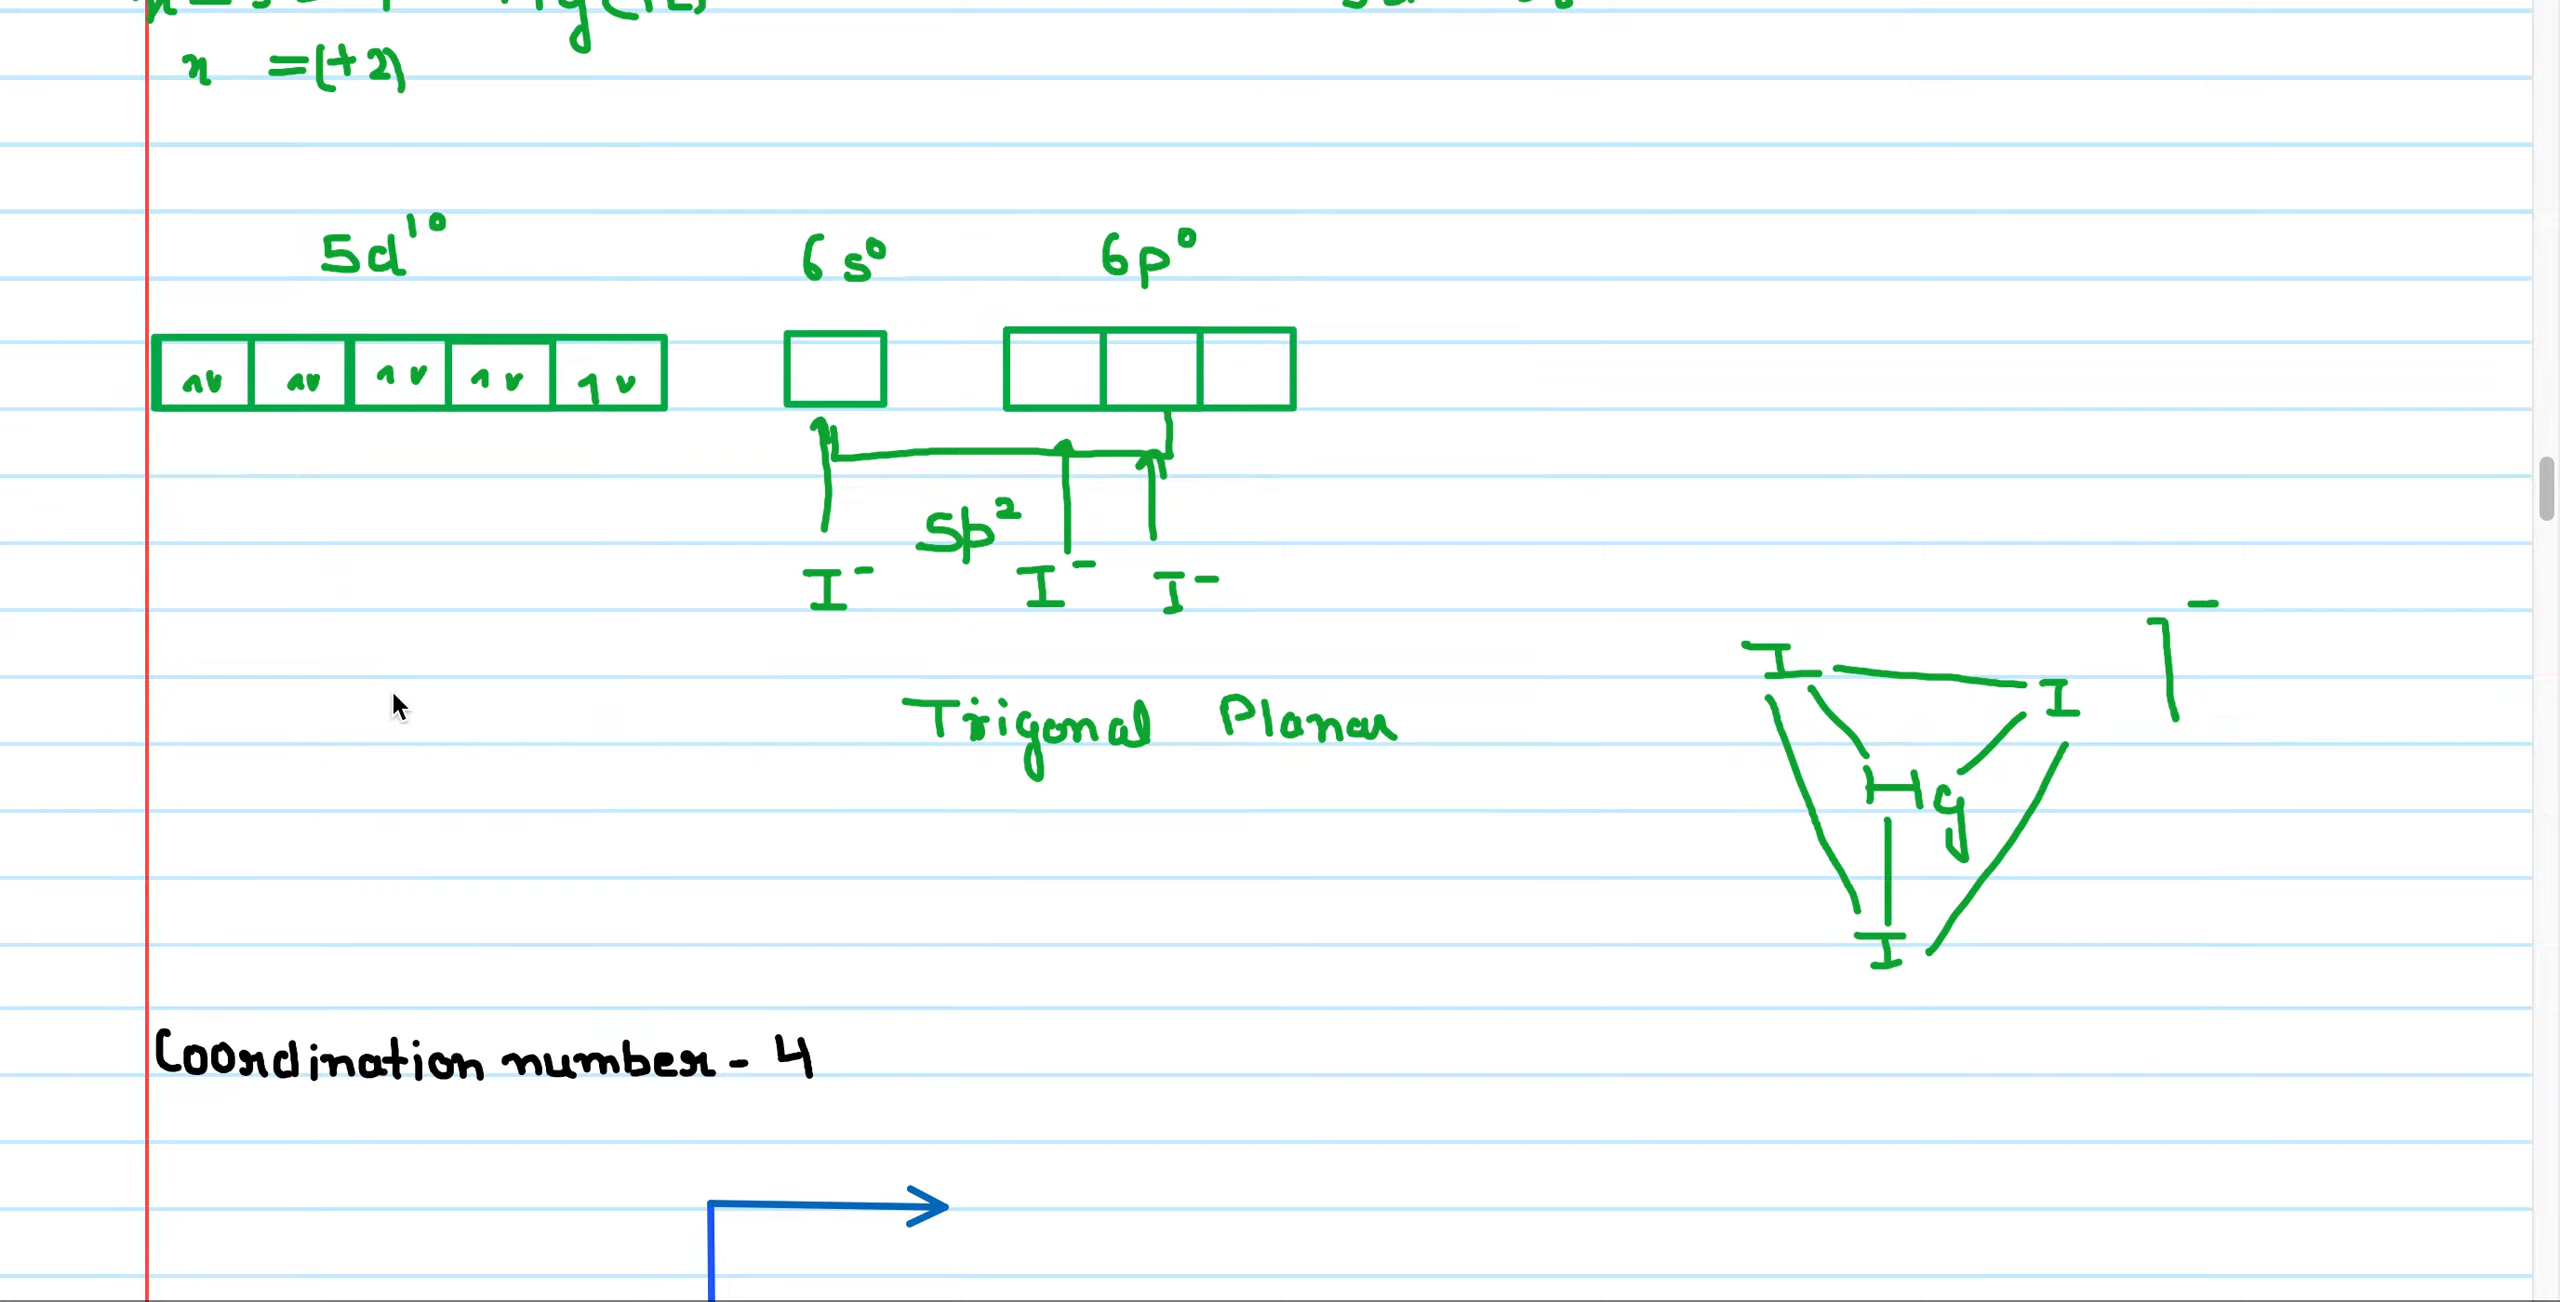 x = (+2)
5d¹⁰ 6s⁰ 6p⁰
sp²
I⁻ I⁻ I⁻
I I ]⁻
Trigonal Planar
Hg
I
Coordination number - 4